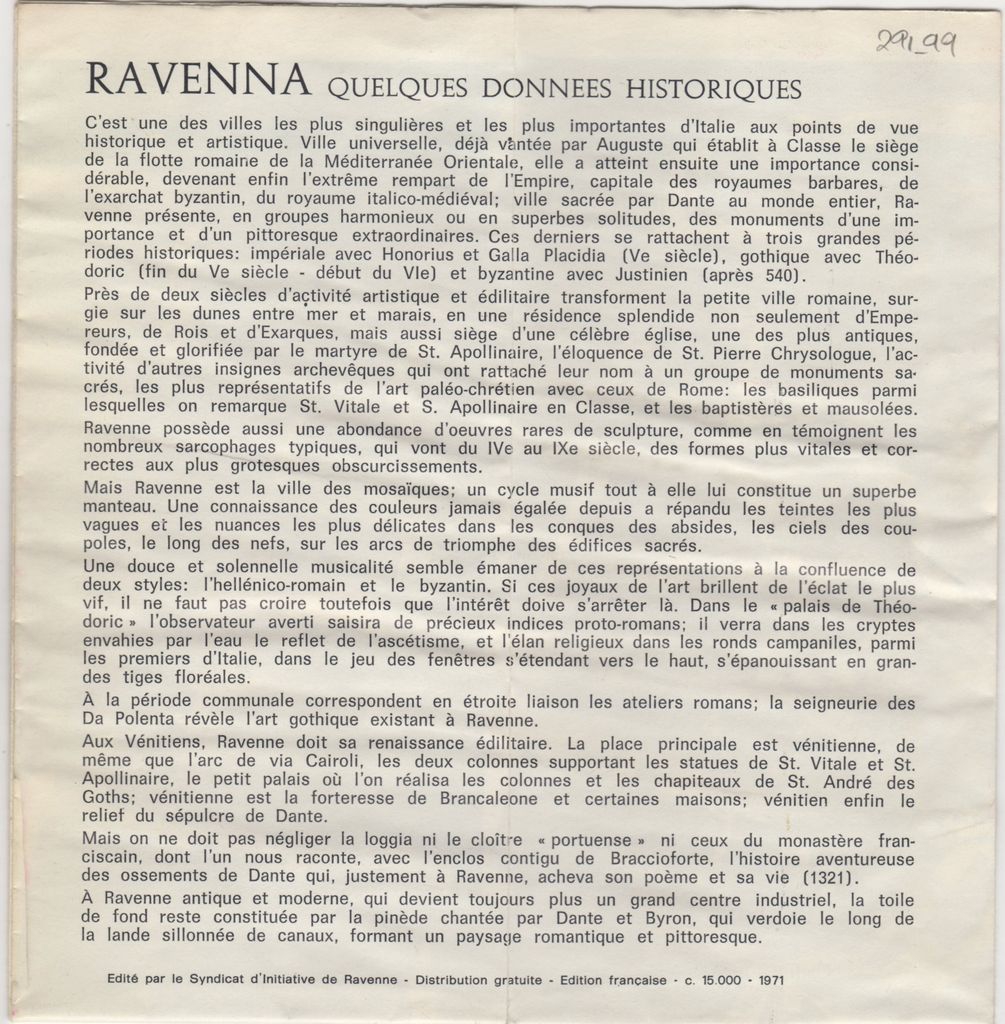 291_99
RAVENNA QUELQUES DONNEES HISTORIQUES
C'est une des villes les plus singulières et les plus importantes d'Italie aux points de vue
historique et artistique. Ville universelle, déjà vantée par Auguste qui établit à Classe le siège
de la flotte romaine de la Méditerranée Orientale, elle a atteint ensuite une importance consi-
dérable, devenant enfin l'extrême rempart de l'Empire, capitale des royaumes barbares, de
l'exarchat byzantin, du royaume italico-médiéval; ville sacrée par Dante au monde entier, Ra-
venne présente, en groupes harmonieux ou en superbes solitudes, des monuments d'une im-
portance et d'un pittoresque extraordinaires. Ces derniers se rattachent à trois grandes pé-
riodes historiques: impériale avec Honorius et Galla Placidia (Ve siècle), gothique avec Théo-
doric (fin du Ve siècle - début du VIe) et byzantine avec Justinien (après 540).
Près de deux siècles d'activité artistique et édilitaire transforment la petite ville romaine, sur-
gie sur les dunes entre mer et marais, en une résidence splendide non seulement d'Empe-
reurs, de Rois et d'Exarques, mais aussi siège d'une célèbre église, une des plus antiques,
fondée et glorifiée par le martyre de St. Apollinaire, l'éloquence de St. Pierre Chrysologue, l'ac-
tivité d'autres insignes archevêques qui ont rattaché leur nom à un groupe de monuments sa-
crés, les plus représentatifs de l'art paléo-chrétien avec ceux de Rome: les basiliques parmi
lesquelles on remarque St. Vitale et S. Apollinaire en Classe, et les baptistères et mausolées.
Ravenne possède aussi une abondance d'oeuvres rares de sculpture, comme en témoignent les
nombreux sarcophages typiques, qui vont du IVe au IXe siècle, des formes plus vitales et cor-
rectes aux plus grotesques obscurcissements.
Mais Ravenne est la ville des mosaïques; un cycle musif tout à elle lui constitue un superbe
manteau. Une connaissance des couleurs jamais égalée depuis a répandu les teintes les plus
vagues et les nuances les plus délicates dans les conques des absides, les ciels des cou-
poles, le long des nefs, sur les arcs de triomphe des édifices sacrés.
Une douce et solennelle musicalité semble émaner de ces représentations à la confluence de
deux styles: l'hellénico-romain et le byzantin. Si ces joyaux de l'art brillent de l'éclat le plus
vif, il ne faut pas croire toutefois que l'intérêt doive s'arrêter là. Dans le « palais de Théo-
doric » l'observateur averti saisira de précieux indices proto-romans; il verra dans les cryptes
envahies par l'eau le reflet de l'ascétisme, et l'élan religieux dans les ronds campaniles, parmi
les premiers d'Italie, dans le jeu des fenêtres s'étendant vers le haut, s'épanouissant en gran-
des tiges floréales.
À la période communale correspondent en étroite liaison les ateliers romans; la seigneurie des
Da Polenta révèle l'art gothique existant à Ravenne.
Aux Vénitiens, Ravenne doit sa renaissance édilitaire. La place principale est vénitienne, de
même que l'arc de via Cairoli, les deux colonnes supportant les statues de St. Vitale et St.
Apollinaire, le petit palais où l'on réalisa les colonnes et les chapiteaux de St. André des
Goths; vénitienne est la forteresse de Brancaleone et certaines maisons; vénitien enfin le
relief du sépulcre de Dante.
Mais on ne doit pas négliger la loggia ni le cloître « portuense » ni ceux du monastère fran-
ciscain, dont l'un nous raconte, avec l'enclos contigu de Braccioforte, l'histoire aventureuse
des ossements de Dante qui, justement à Ravenne, acheva son poème et sa vie (1321).
À Ravenne antique et moderne, qui devient toujours plus un grand centre industriel, la toile
de fond reste constituée par la pinède chantée par Dante et Byron, qui verdoie le long de
la lande sillonnée de canaux, formant un paysage romantique et pittoresque.
Edité par le Syndicat d'Initiative de Ravenne - Distribution gratuite - Edition française - c. 15.000 - 1971